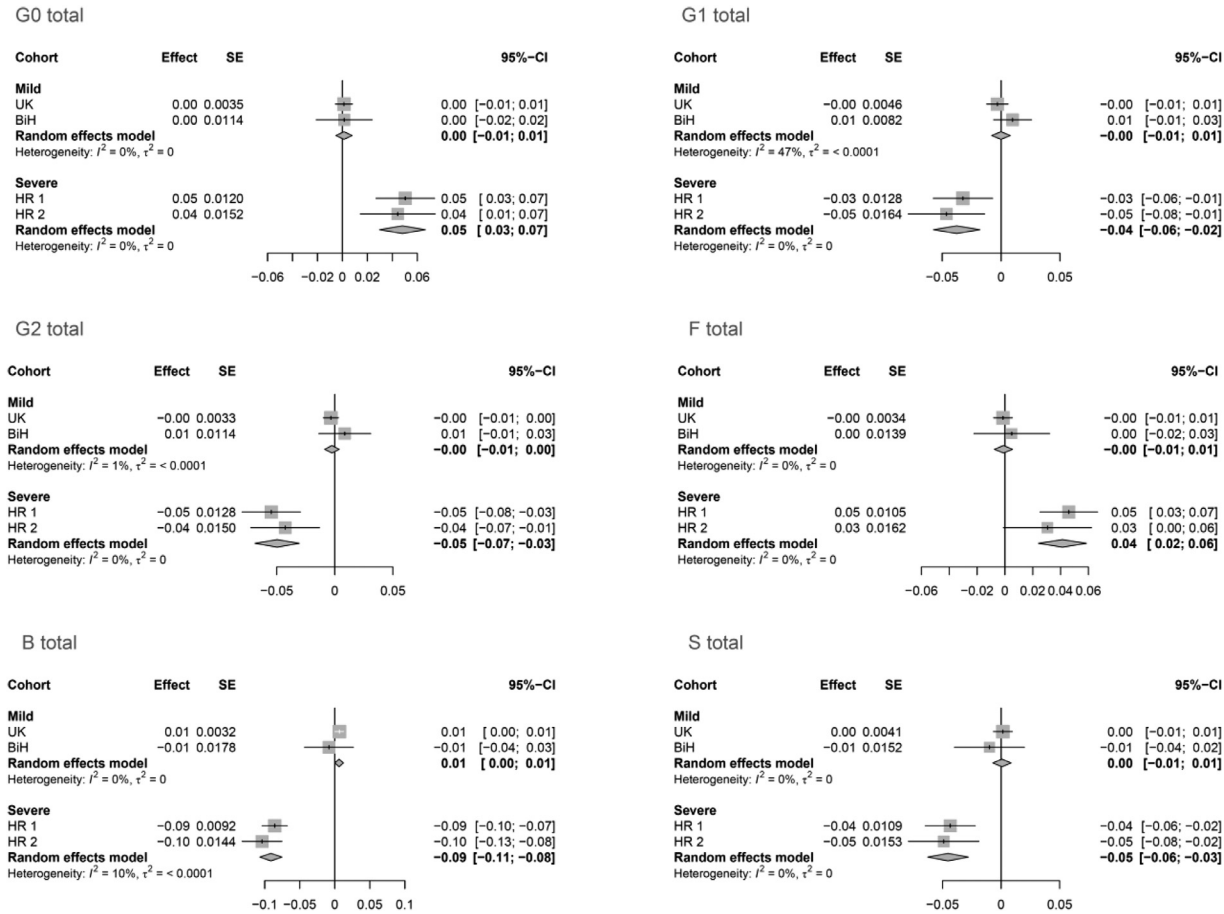 G0 total
Cohort Effect SE 95%−CI
Mild
UK 0.00 0.0035 0.00 [−0.01; 0.01]
BiH 0.00 0.0114 0.00 [−0.02; 0.02]
Random effects model 0.00 [−0.01; 0.01]
Heterogeneity: I² = 0%, τ² = 0
Severe
HR 1 0.05 0.0120 0.05 [ 0.03; 0.07]
HR 2 0.04 0.0152 0.04 [ 0.01; 0.07]
Random effects model 0.05 [ 0.03; 0.07]
Heterogeneity: I² = 0%, τ² = 0
−0.06 −0.02 0 0.02 0.06
G1 total
Cohort Effect SE 95%−CI
Mild
UK −0.00 0.0046 −0.00 [−0.01; 0.01]
BiH 0.01 0.0082 0.01 [−0.01; 0.03]
Random effects model −0.00 [−0.01; 0.01]
Heterogeneity: I² = 47%, τ² = < 0.0001
Severe
HR 1 −0.03 0.0128 −0.03 [−0.06; −0.01]
HR 2 −0.05 0.0164 −0.05 [−0.08; −0.01]
Random effects model −0.04 [−0.06; −0.02]
Heterogeneity: I² = 0%, τ² = 0
−0.05 0 0.05
G2 total
Cohort Effect SE 95%−CI
Mild
UK −0.00 0.0033 −0.00 [−0.01; 0.00]
BiH 0.01 0.0114 0.01 [−0.01; 0.03]
Random effects model −0.00 [−0.01; 0.00]
Heterogeneity: I² = 1%, τ² = < 0.0001
Severe
HR 1 −0.05 0.0128 −0.05 [−0.08; −0.03]
HR 2 −0.04 0.0150 −0.04 [−0.07; −0.01]
Random effects model −0.05 [−0.07; −0.03]
Heterogeneity: I² = 0%, τ² = 0
−0.05 0 0.05
F total
Cohort Effect SE 95%−CI
Mild
UK −0.00 0.0034 −0.00 [−0.01; 0.01]
BiH 0.00 0.0139 0.00 [−0.02; 0.03]
Random effects model −0.00 [−0.01; 0.01]
Heterogeneity: I² = 0%, τ² = 0
Severe
HR 1 0.05 0.0105 0.05 [ 0.03; 0.07]
HR 2 0.03 0.0162 0.03 [ 0.00; 0.06]
Random effects model 0.04 [ 0.02; 0.06]
Heterogeneity: I² = 0%, τ² = 0
−0.06 −0.02 0 0.02 0.04 0.06
B total
Cohort Effect SE 95%−CI
Mild
UK 0.01 0.0032 0.01 [ 0.00; 0.01]
BiH −0.01 0.0178 −0.01 [−0.04; 0.03]
Random effects model 0.01 [ 0.00; 0.01]
Heterogeneity: I² = 0%, τ² = 0
Severe
HR 1 −0.09 0.0092 −0.09 [−0.10; −0.07]
HR 2 −0.10 0.0144 −0.10 [−0.13; −0.08]
Random effects model −0.09 [−0.11; −0.08]
Heterogeneity: I² = 10%, τ² = < 0.0001
−0.1 −0.05 0 0.05 0.1
S total
Cohort Effect SE 95%−CI
Mild
UK 0.00 0.0041 0.00 [−0.01; 0.01]
BiH −0.01 0.0152 −0.01 [−0.04; 0.02]
Random effects model 0.00 [−0.01; 0.01]
Heterogeneity: I² = 0%, τ² = 0
Severe
HR 1 −0.04 0.0109 −0.04 [−0.06; −0.02]
HR 2 −0.05 0.0153 −0.05 [−0.08; −0.02]
Random effects model −0.05 [−0.06; −0.03]
Heterogeneity: I² = 0%, τ² = 0
−0.05 0 0.05